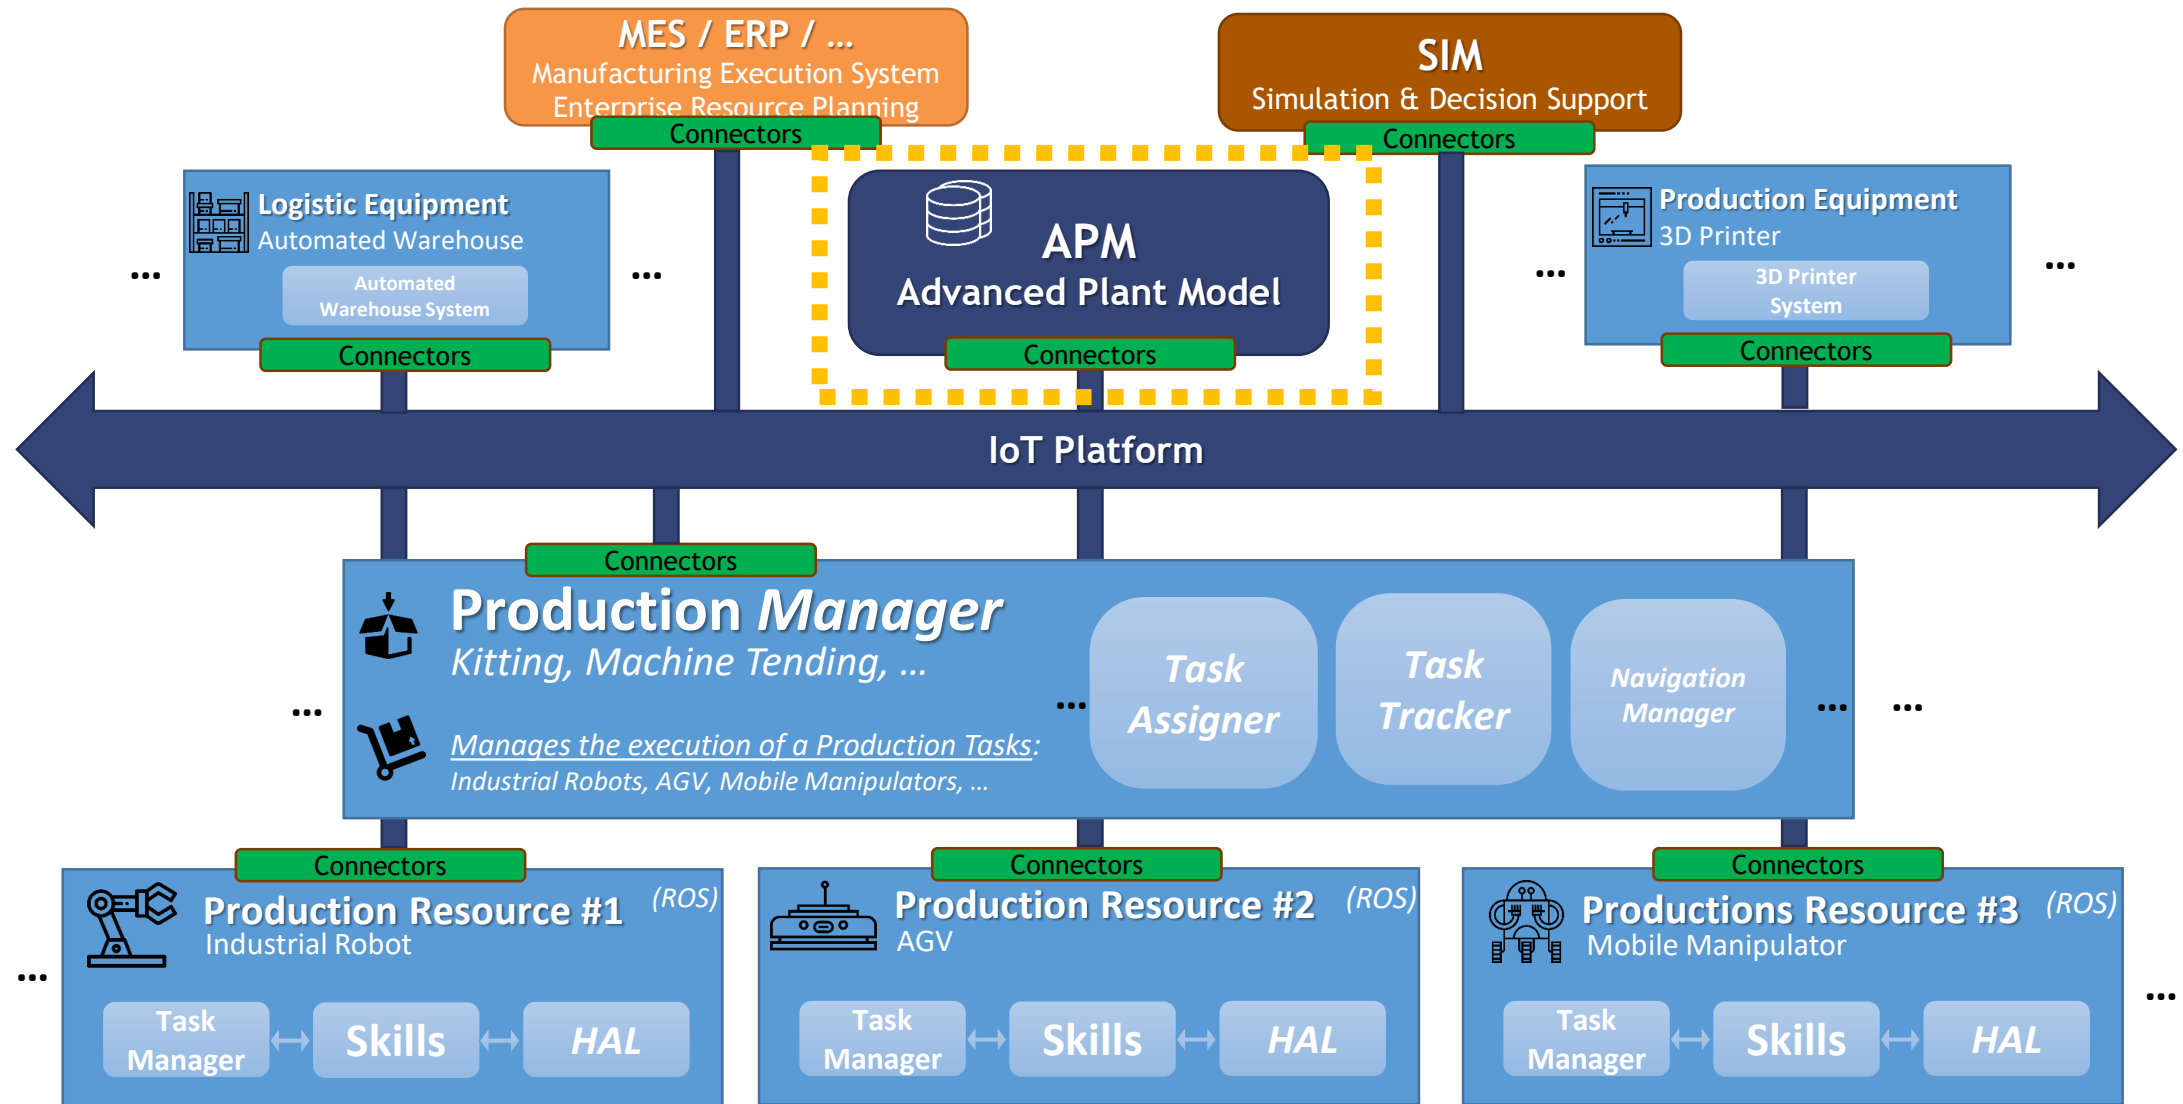 MES / ERP / ...
Manufacturing Execution System
Enterprise Resource Planning
Connectors
SIM
Simulation & Decision Support
Connectors
Logistic Equipment
Automated Warehouse
Automated
Warehouse System
Connectors
...
...
APM
Advanced Plant Model
Connectors
Production Equipment
3D Printer
3D Printer
System
Connectors
...
...
IoT Platform
Connectors
Production Manager
Kitting, Machine Tending, ...
Manages the execution of a Production Tasks:
Industrial Robots, AGV, Mobile Manipulators, ...
...
...
Task
Assigner
Task
Tracker
Navigation
Manager
...
...
Connectors
Production Resource #1
(ROS)
Industrial Robot
Task
Manager
Skills
HAL
...
Connectors
Production Resource #2
(ROS)
AGV
Task
Manager
Skills
HAL
Connectors
Productions Resource #3
(ROS)
Mobile Manipulator
Task
Manager
Skills
HAL
...